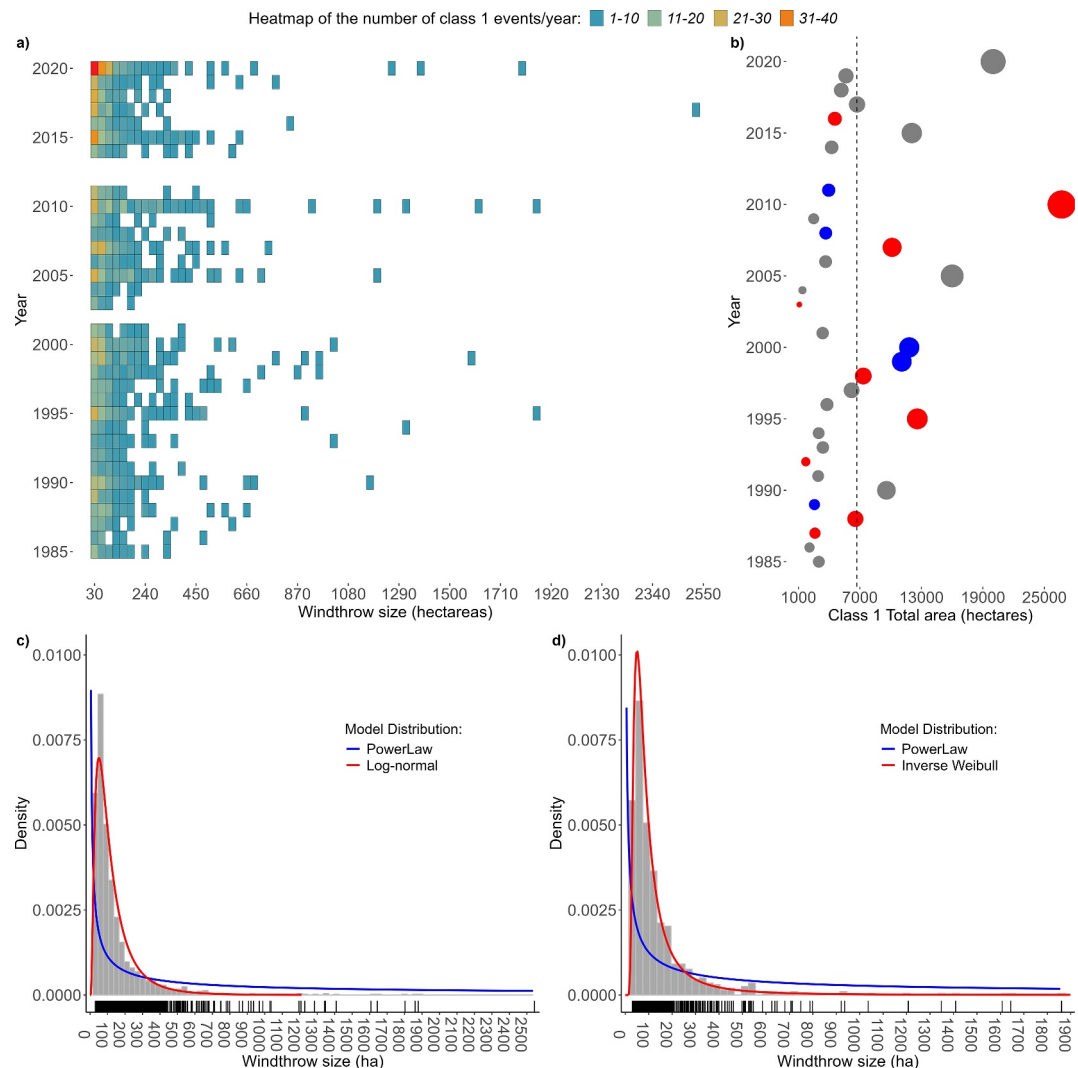 Heatmap of the number of class 1 events/year: 1-10 11-20 21-30 31-40
a)
2020
2015
2010
2005
2000
1995
1990
1985
Year
30 240 450 660 870 1080 1290 1500 1710 1920 2130 2340 2550
Windthrow size (hectareas)
b)
2020
2015
2010
2005
2000
1995
1990
1985
Year
1000 7000 13000 19000 25000
Class 1 Total area (hectares)
c)
0.0100
0.0075
0.0050
0.0025
0.0000
Density
Model Distribution:
PowerLaw
Log-normal
0 100 200 300 400 500 600 700 800 900 1000 1100 1200 1300 1400 1500 1600 1700 1800 1900 2000 2100 2200 2300 2400 2500
Windthrow size (ha)
d)
0.0100
0.0075
0.0050
0.0025
0.0000
Density
Model Distribution:
PowerLaw
Inverse Weibull
0 100 200 300 400 500 600 700 800 900 1000 1100 1200 1300 1400 1500 1600 1700 1800 1900
Windthrow size (ha)